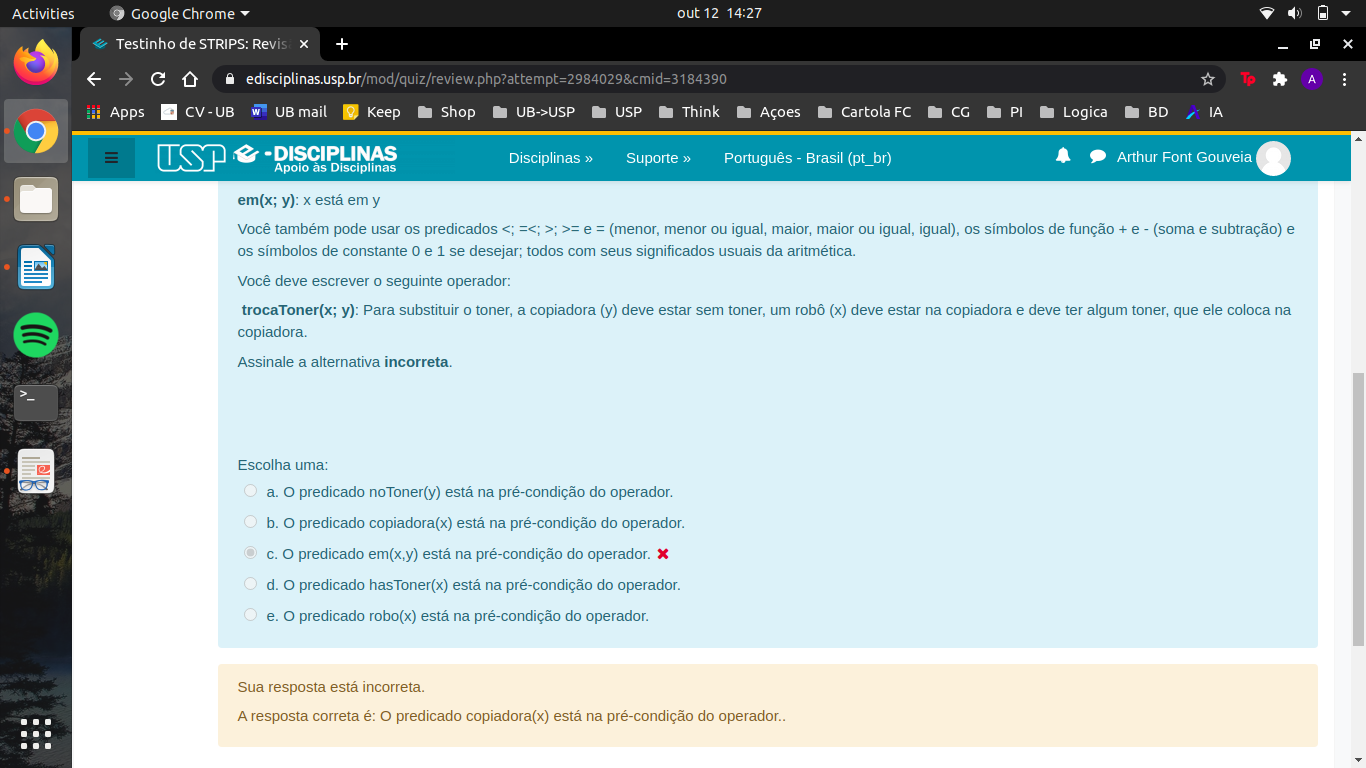 Activities
Google Chrome
out 12 14:27
Testinho de STRIPS: Revis
edisciplinas.usp.br/mod/quiz/review.php?attempt=2984029&cmid=3184390
Tp
A
Apps
CV - UB
UB mail
Keep
Shop
UB->USP
USP
Think
Açoes
Cartola FC
CG
PI
Logica
BD
IA
USP e-DISCIPLINAS
Apoio às Disciplinas
Disciplinas »
Suporte »
Português - Brasil (pt_br)
Arthur Font Gouveia
em(x; y): x está em y
Você também pode usar os predicados <; =<; >; >= e = (menor, menor ou igual, maior, maior ou igual, igual), os símbolos de função + e - (soma e subtração) e
os símbolos de constante 0 e 1 se desejar; todos com seus significados usuais da aritmética.
Você deve escrever o seguinte operador:
trocaToner(x; y): Para substituir o toner, a copiadora (y) deve estar sem toner, um robô (x) deve estar na copiadora e deve ter algum toner, que ele coloca na
copiadora.
Assinale a alternativa incorreta.
Escolha uma:
a. O predicado noToner(y) está na pré-condição do operador.
b. O predicado copiadora(x) está na pré-condição do operador.
c. O predicado em(x,y) está na pré-condição do operador.
d. O predicado hasToner(x) está na pré-condição do operador.
e. O predicado robo(x) está na pré-condição do operador.
Sua resposta está incorreta.
A resposta correta é: O predicado copiadora(x) está na pré-condição do operador..